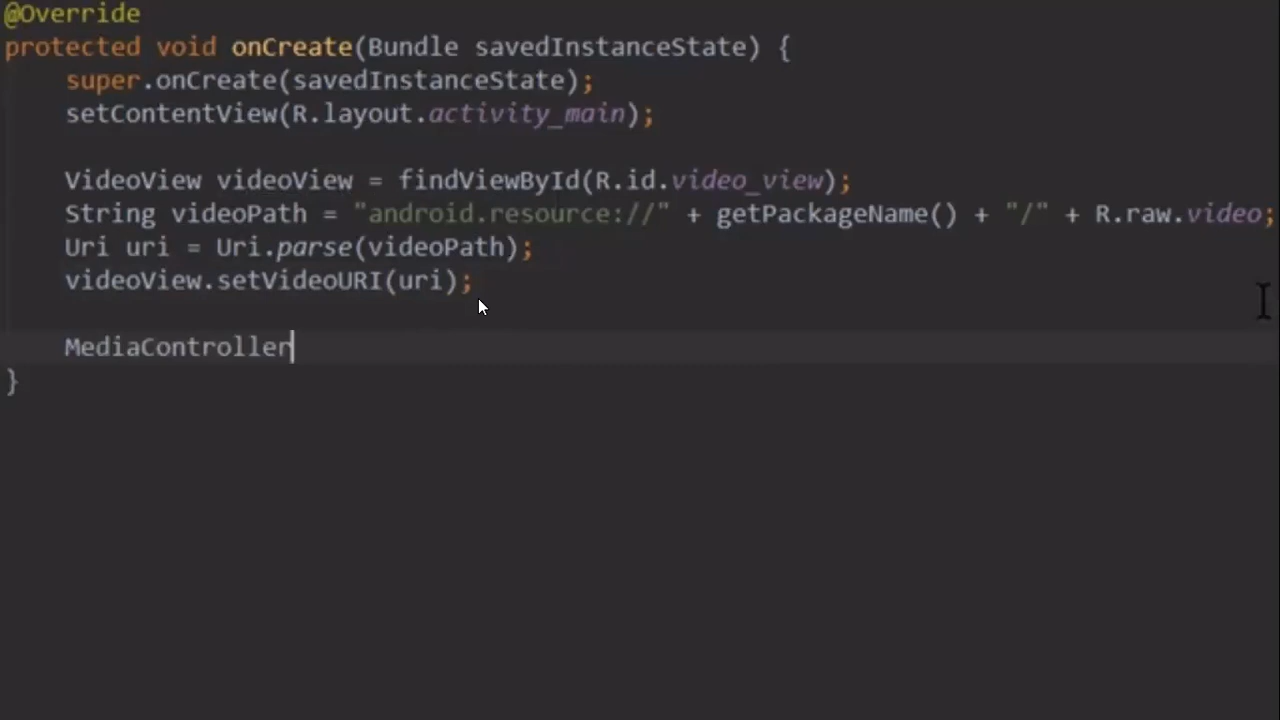 @Override
protected void onCreate(Bundle savedInstanceState) {
super.onCreate(savedInstanceState);
setContentView(R.layout.activity_main);
VideoView videoView = findViewById(R.id.video_view);
String videoPath = "android.resource://" + getPackageName() + "/" + R.raw.video;
Uri uri = Uri.parse(videoPath);
videoView.setVideoURI(uri);
MediaController
}